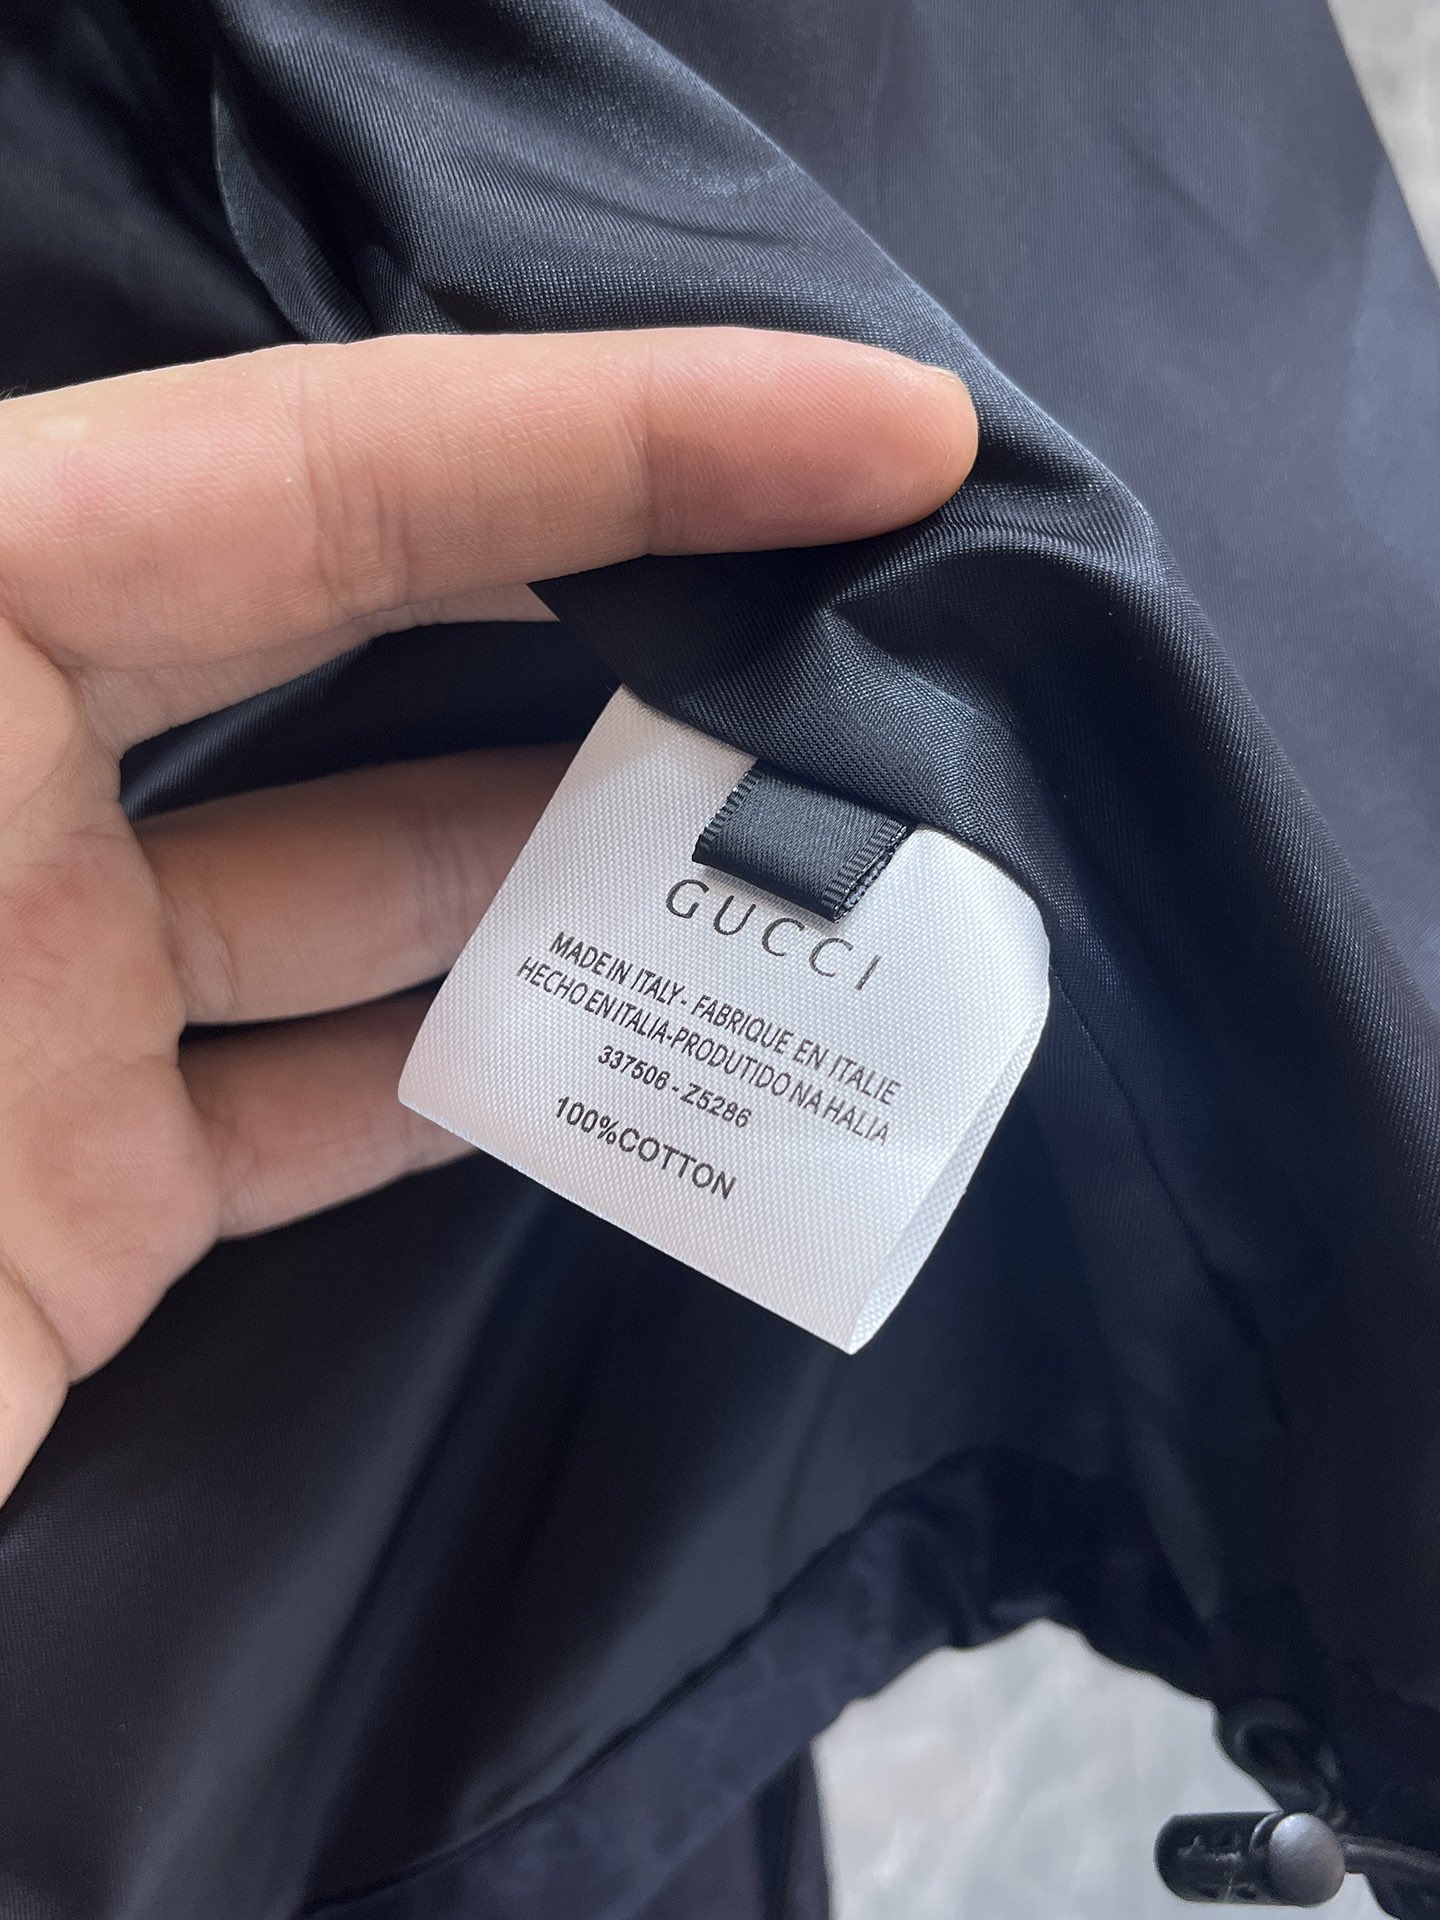 GUCCI
MADE IN ITALY - FABRIQUE EN ITALIE
HECHO EN ITALIA-PRODUTIDO NA HALIA
337506 - Z5286
100%COTTON